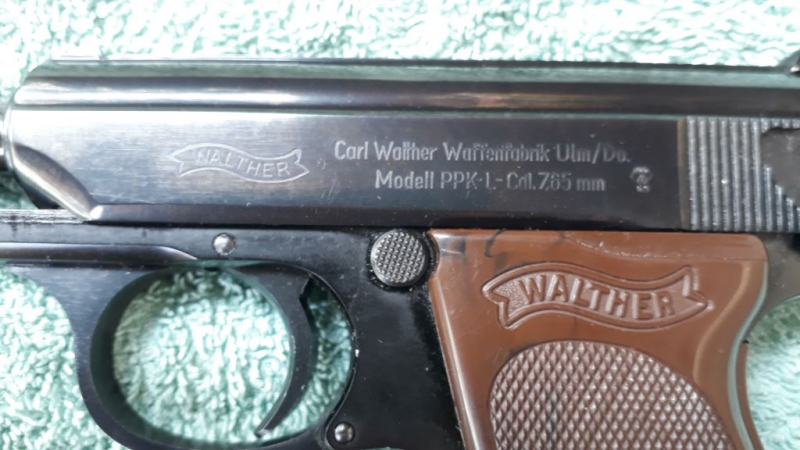 WALTHER
Carl Walther Waffenfabrik Ulm/Do.
Modell PPK-L-Cal.7,65 mm
WALTHER